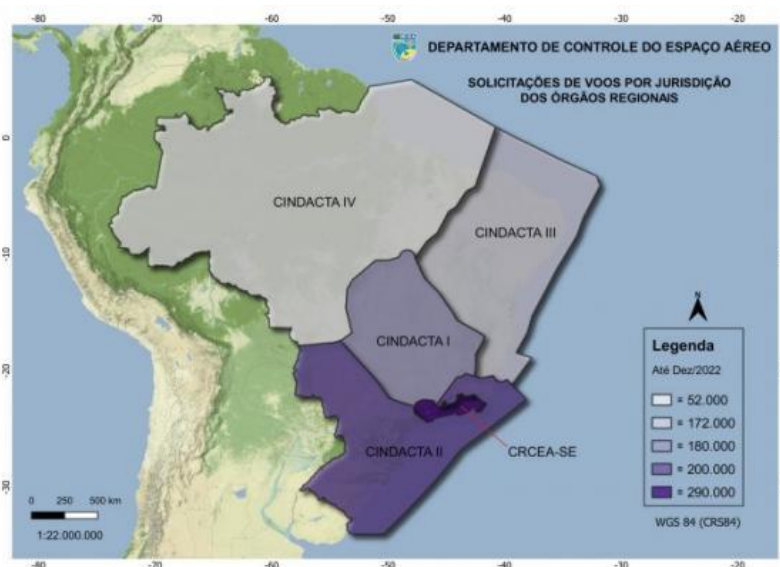 -80 -70 -60 -50 -40 -30 -20
DEPARTAMENTO DE CONTROLE DO ESPAÇO AÉREO
SOLICITAÇÕES DE VOOS POR JURISDIÇÃO
DOS ÓRGÃOS REGIONAIS
0
CINDACTA IV
CINDACTA III
-10
N
CINDACTA I
Legenda
Até Dez/2022
= 52.000
= 172.000
= 180.000
= 200.000
= 290.000
-20
CINDACTA II
CRCEA-SE
-30
0 250 500 km
1:22.000.000
WGS 84 (CRS84)
-80 -70 -60 -50 -40 -30 -20